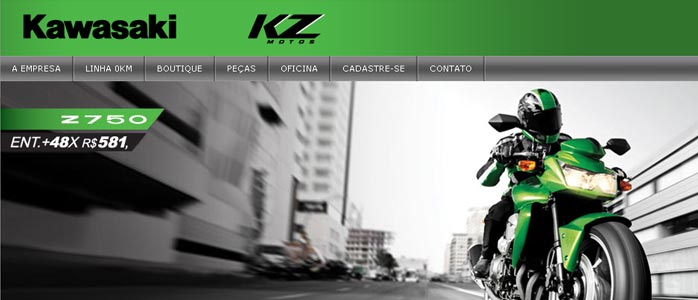 Kawasaki KZ MOTOS
A EMPRESA LINHA 0KM BOUTIQUE PEÇAS OFICINA CADASTRE-SE CONTATO
Z750
ENT.+48X R$581,